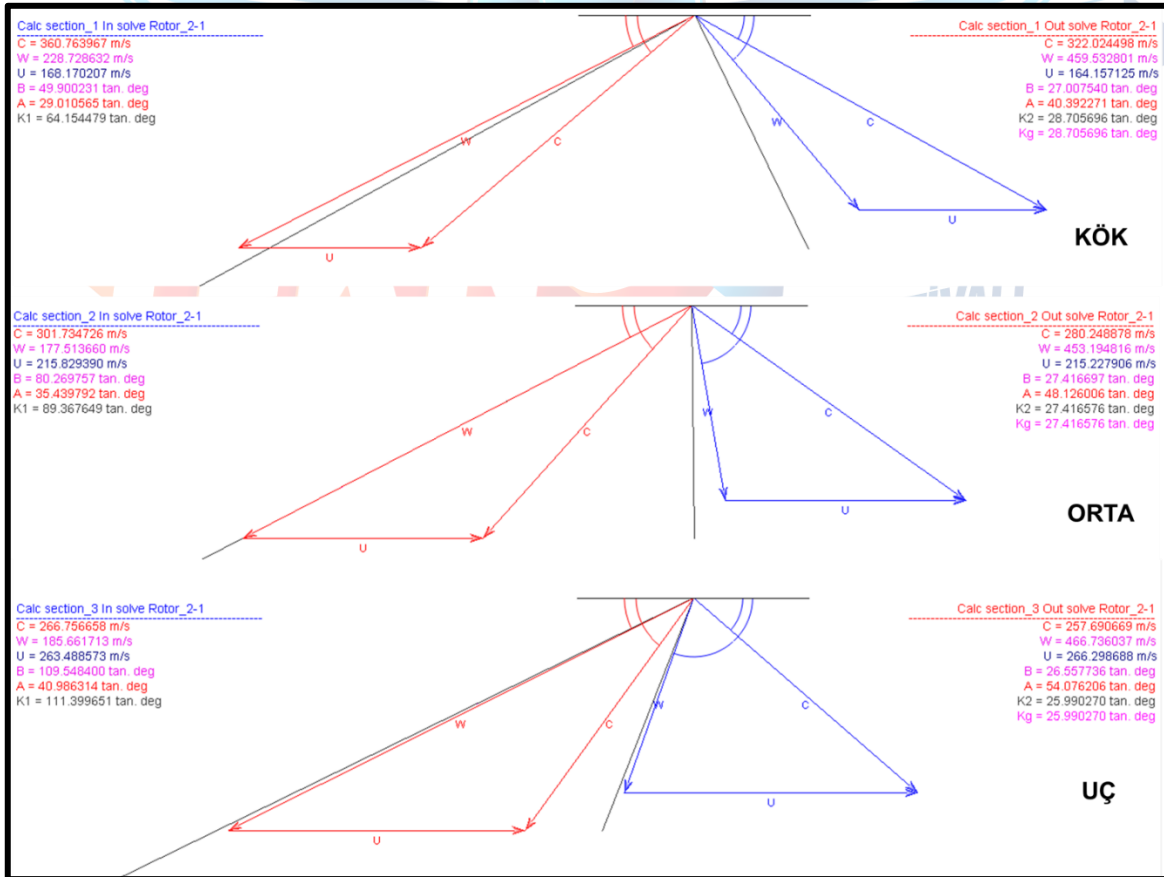 Calc section_1 In solve Rotor_2-1
C = 360.763967 m/s
W = 228.728632 m/s
U = 168.170207 m/s
B = 49.900231 tan. deg
A = 29.010565 tan. deg
K1 = 64.154479 tan. deg
W
C
U
W
C
U
Calc section_1 Out solve Rotor_2-1
C = 322.024498 m/s
W = 459.532801 m/s
U = 164.157125 m/s
B = 27.007540 tan. deg
A = 40.392271 tan. deg
K2 = 28.705696 tan. deg
Kg = 28.705696 tan. deg
KÖK
Calc section_2 In solve Rotor_2-1
C = 301.734726 m/s
W = 177.513660 m/s
U = 215.829390 m/s
B = 80.269757 tan. deg
A = 35.439792 tan. deg
K1 = 89.367649 tan. deg
W
C
U
W
C
U
Calc section_2 Out solve Rotor_2-1
C = 280.248878 m/s
W = 453.194816 m/s
U = 215.227906 m/s
B = 27.416697 tan. deg
A = 48.126006 tan. deg
K2 = 27.416576 tan. deg
Kg = 27.416576 tan. deg
ORTA
Calc section_3 In solve Rotor_2-1
C = 266.756658 m/s
W = 185.661713 m/s
U = 263.488573 m/s
B = 109.548400 tan. deg
A = 40.986314 tan. deg
K1 = 111.399651 tan. deg
W
C
U
W
C
U
Calc section_3 Out solve Rotor_2-1
C = 257.690669 m/s
W = 466.736037 m/s
U = 266.298688 m/s
B = 26.557736 tan. deg
A = 54.076206 tan. deg
K2 = 25.990270 tan. deg
Kg = 25.990270 tan. deg
UÇ